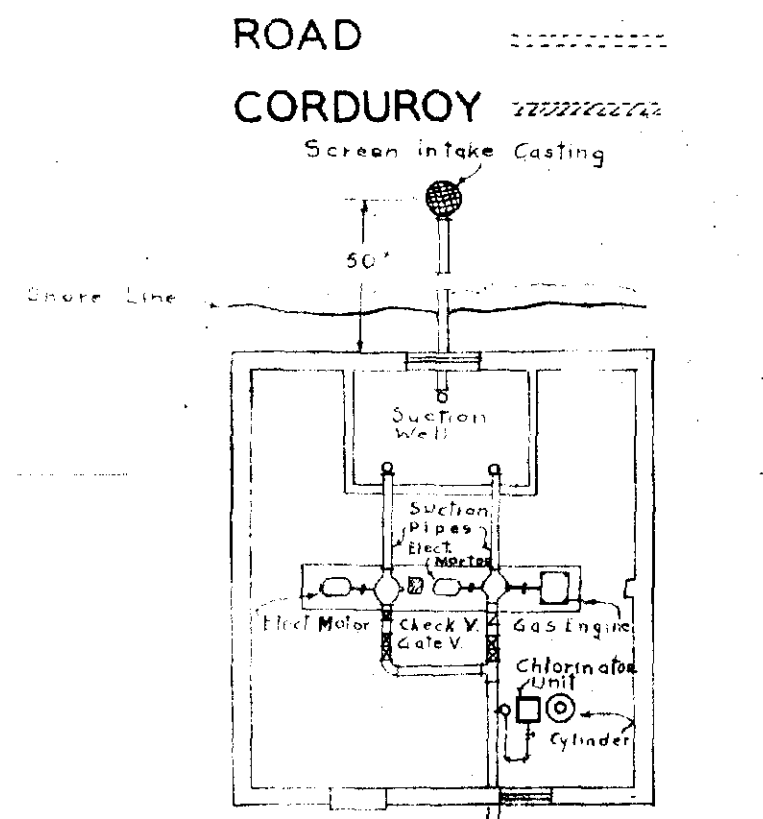 ROAD
CORDUROY
Screen intake Casting
50'
Shore Line
Suction
Well
Suction
Pipes
Elect.
Mortor
Elect Motor
Check V.
Gate V.
Gas Engine
Chlorinator
Unit
Cylinder